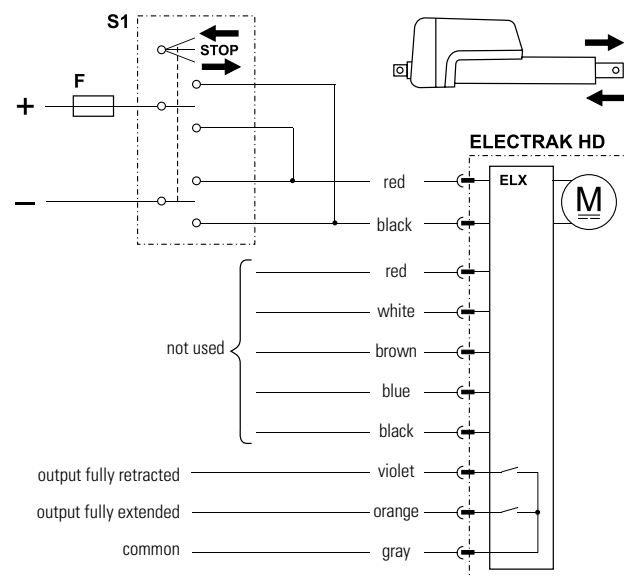 S1
STOP
F
+
−
ELECTRAK HD
red
ELX
M
black
red
white
not used
brown
blue
black
output fully retracted
violet
output fully extended
orange
common
gray